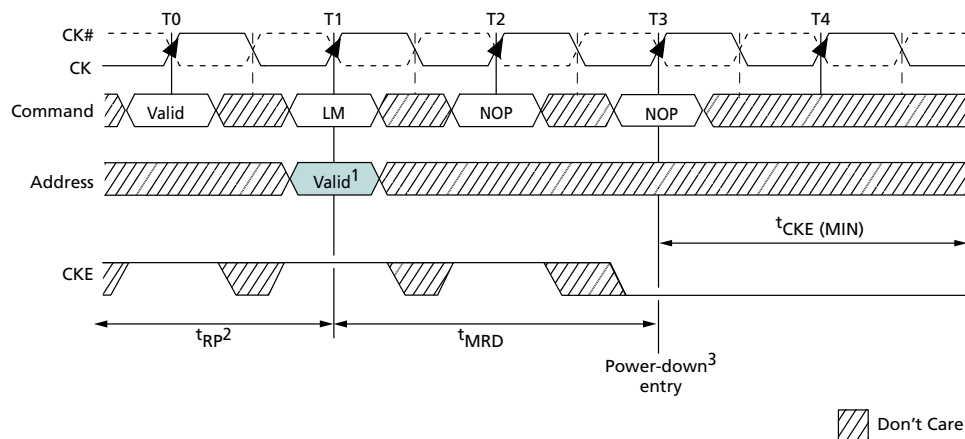 T0 T1 T2 T3 T4
CK#
CK
Command Valid LM NOP NOP
Address Valid1
tCKE (MIN)
CKE
tRP2 tMRD
Power-down3
entry
Don't Care